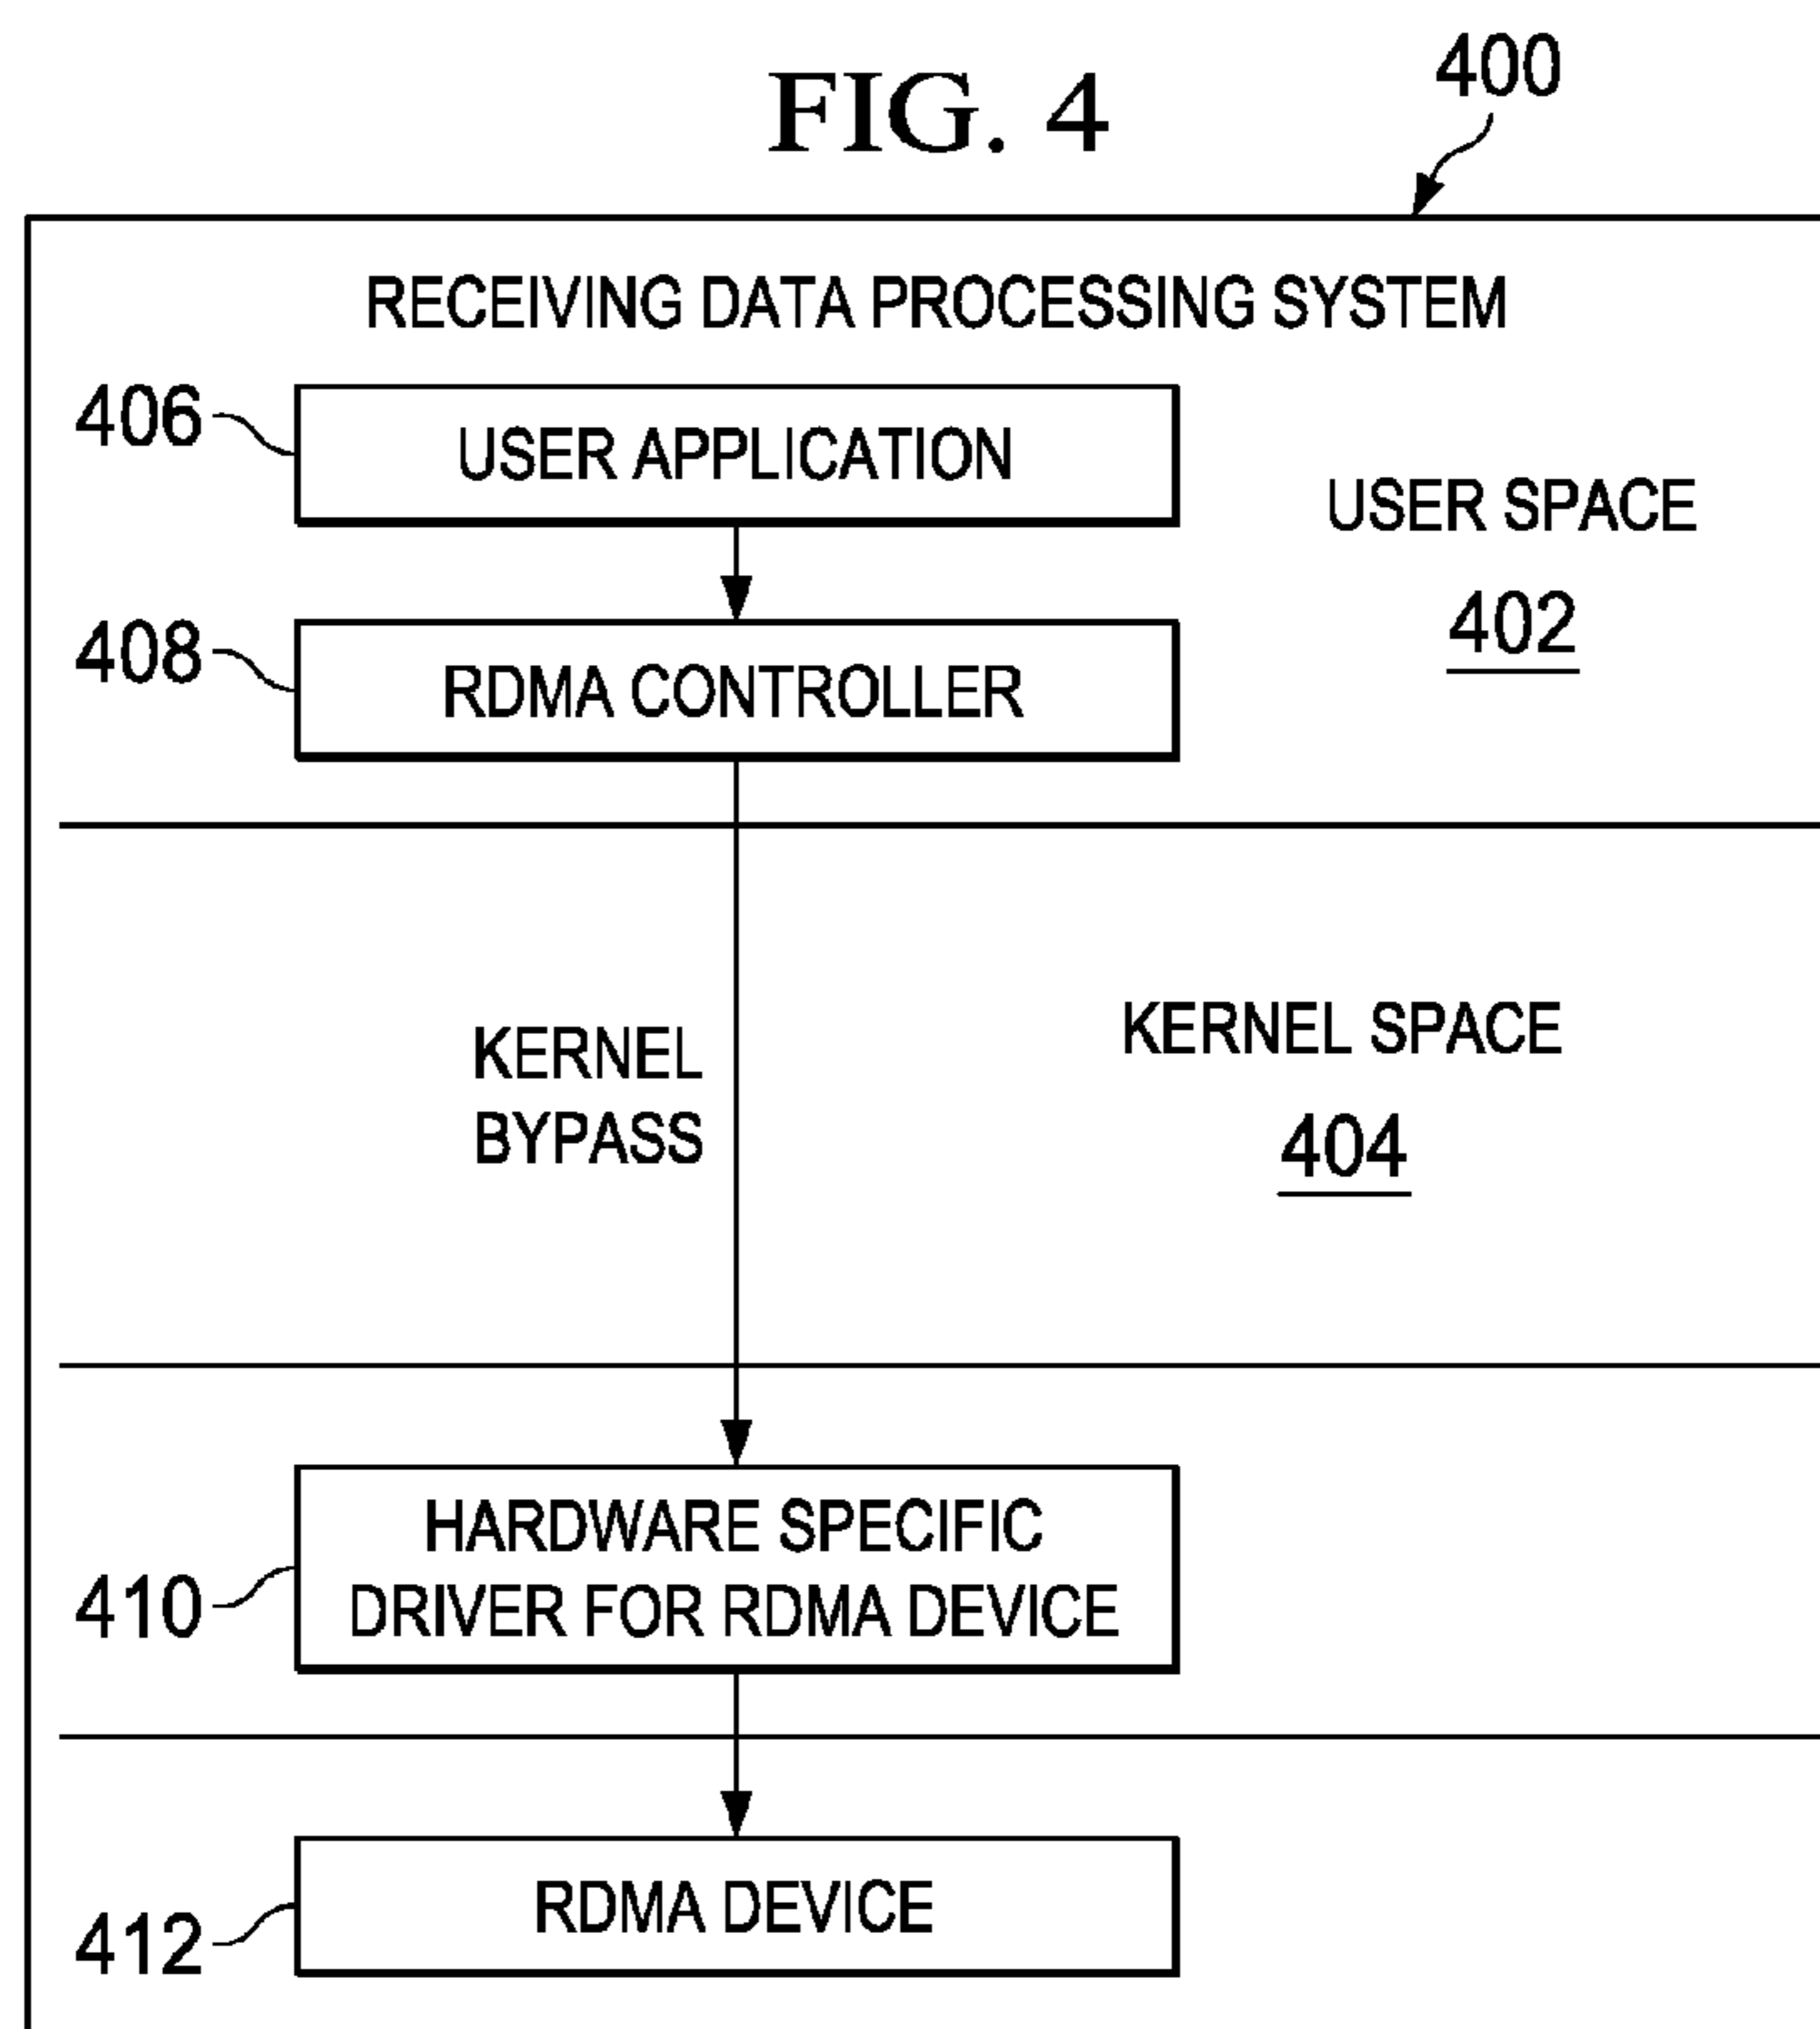 FIG. 4
400
RECEIVING DATA PROCESSING SYSTEM
406
USER APPLICATION
USER SPACE
402
408
RDMA CONTROLLER
KERNEL
BYPASS
KERNEL SPACE
404
410
HARDWARE SPECIFIC
DRIVER FOR RDMA DEVICE
412
RDMA DEVICE